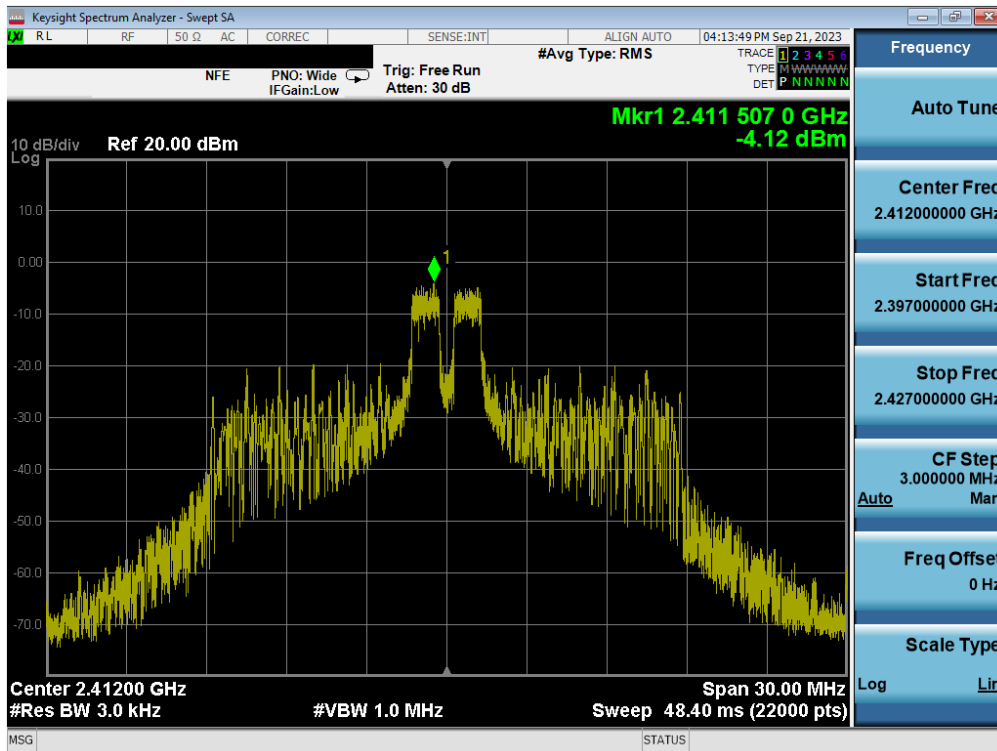 Keysight Spectrum Analyzer - Swept SA
LXI RL RF 50 Ω AC CORREC SENSE:INT ALIGN AUTO 04:13:49 PM Sep 21, 2023
#Avg Type: RMS
TRACE 1 2 3 4 5 6
TYPE M WWWWW
DET P N N N N N
NFE PNO: Wide Trig: Free Run
IFGain:Low Atten: 30 dB
Mkr1 2.411 507 0 GHz
-4.12 dBm
10 dB/div Ref 20.00 dBm
Log
10.0
0.00
-10.0
-20.0
-30.0
-40.0
-50.0
-60.0
-70.0
1
Center 2.41200 GHz Span 30.00 MHz
#Res BW 3.0 kHz #VBW 1.0 MHz Sweep 48.40 ms (22000 pts)
MSG STATUS
Frequency
Auto Tune
Center Freq
2.412000000 GHz
Start Freq
2.397000000 GHz
Stop Freq
2.427000000 GHz
CF Step
3.000000 MHz
Auto Man
Freq Offset
0 Hz
Scale Type
Log Lin